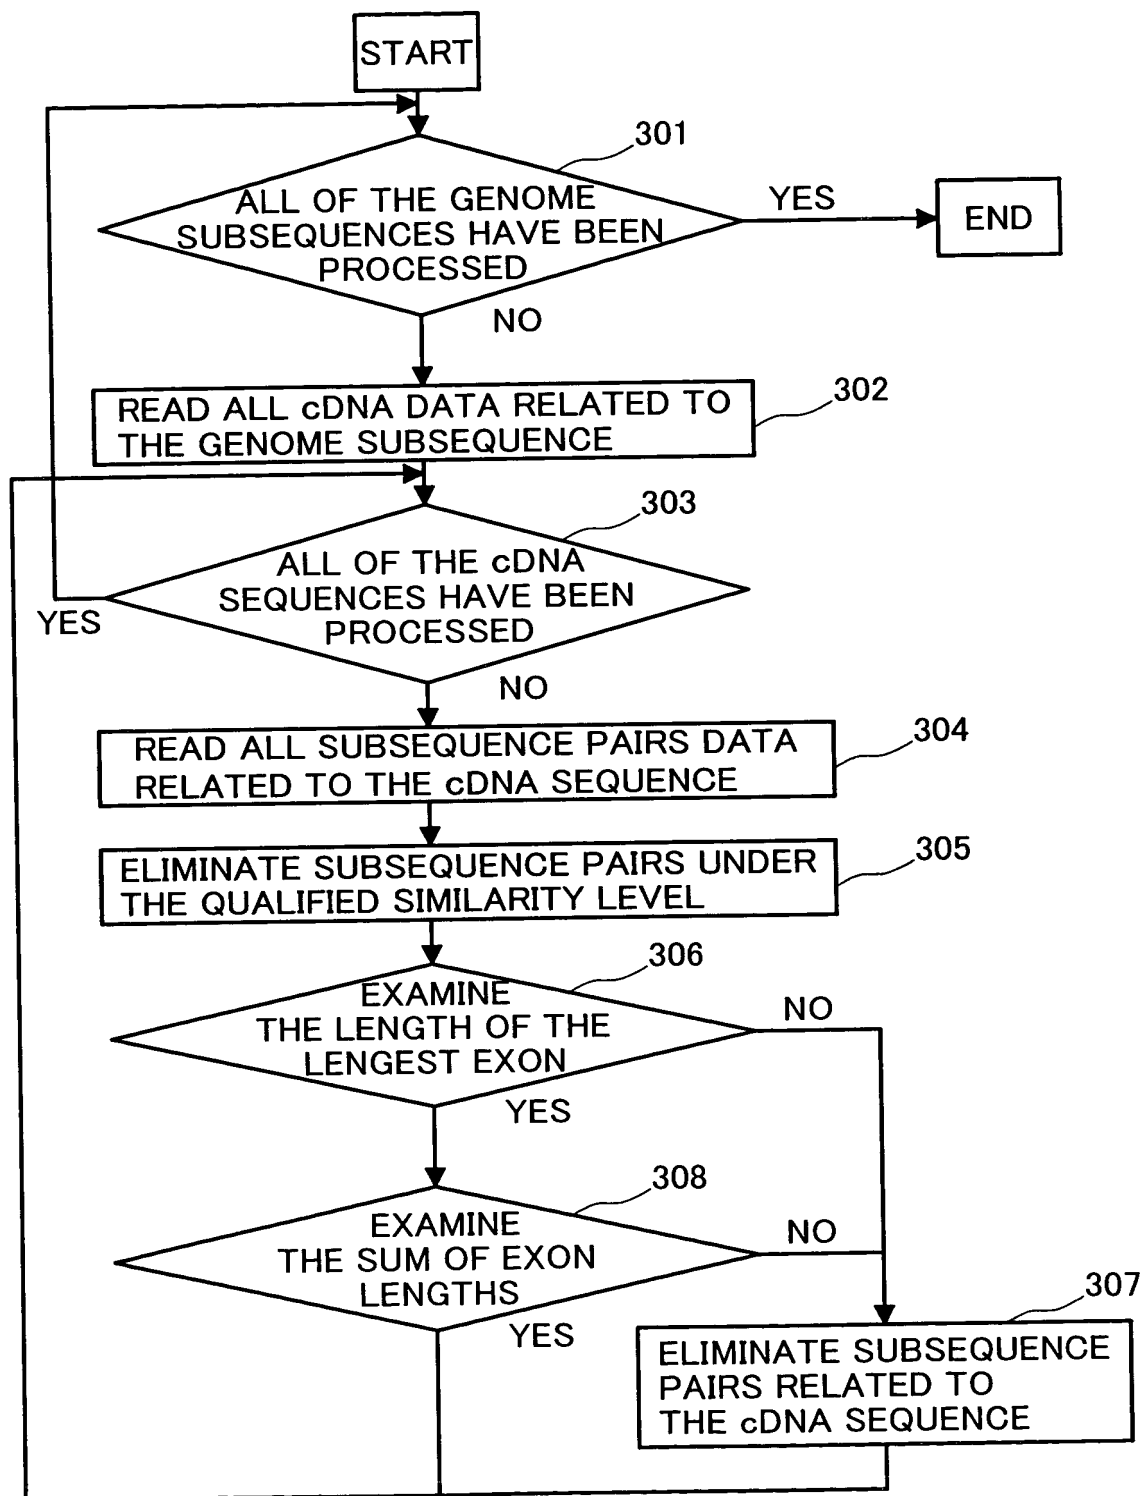 START
301
ALL OF THE GENOME
SUBSEQUENCES HAVE BEEN
PROCESSED
YES
END
NO
READ ALL cDNA DATA RELATED TO
THE GENOME SUBSEQUENCE
302
303
ALL OF THE cDNA
SEQUENCES HAVE BEEN
PROCESSED
YES
NO
READ ALL SUBSEQUENCE PAIRS DATA
RELATED TO THE cDNA SEQUENCE
304
ELIMINATE SUBSEQUENCE PAIRS UNDER
THE QUALIFIED SIMILARITY LEVEL
305
306
EXAMINE
THE LENGTH OF THE
LENGEST EXON
NO
YES
308
EXAMINE
THE SUM OF EXON
LENGTHS
NO
YES
307
ELIMINATE SUBSEQUENCE
PAIRS RELATED TO
THE cDNA SEQUENCE